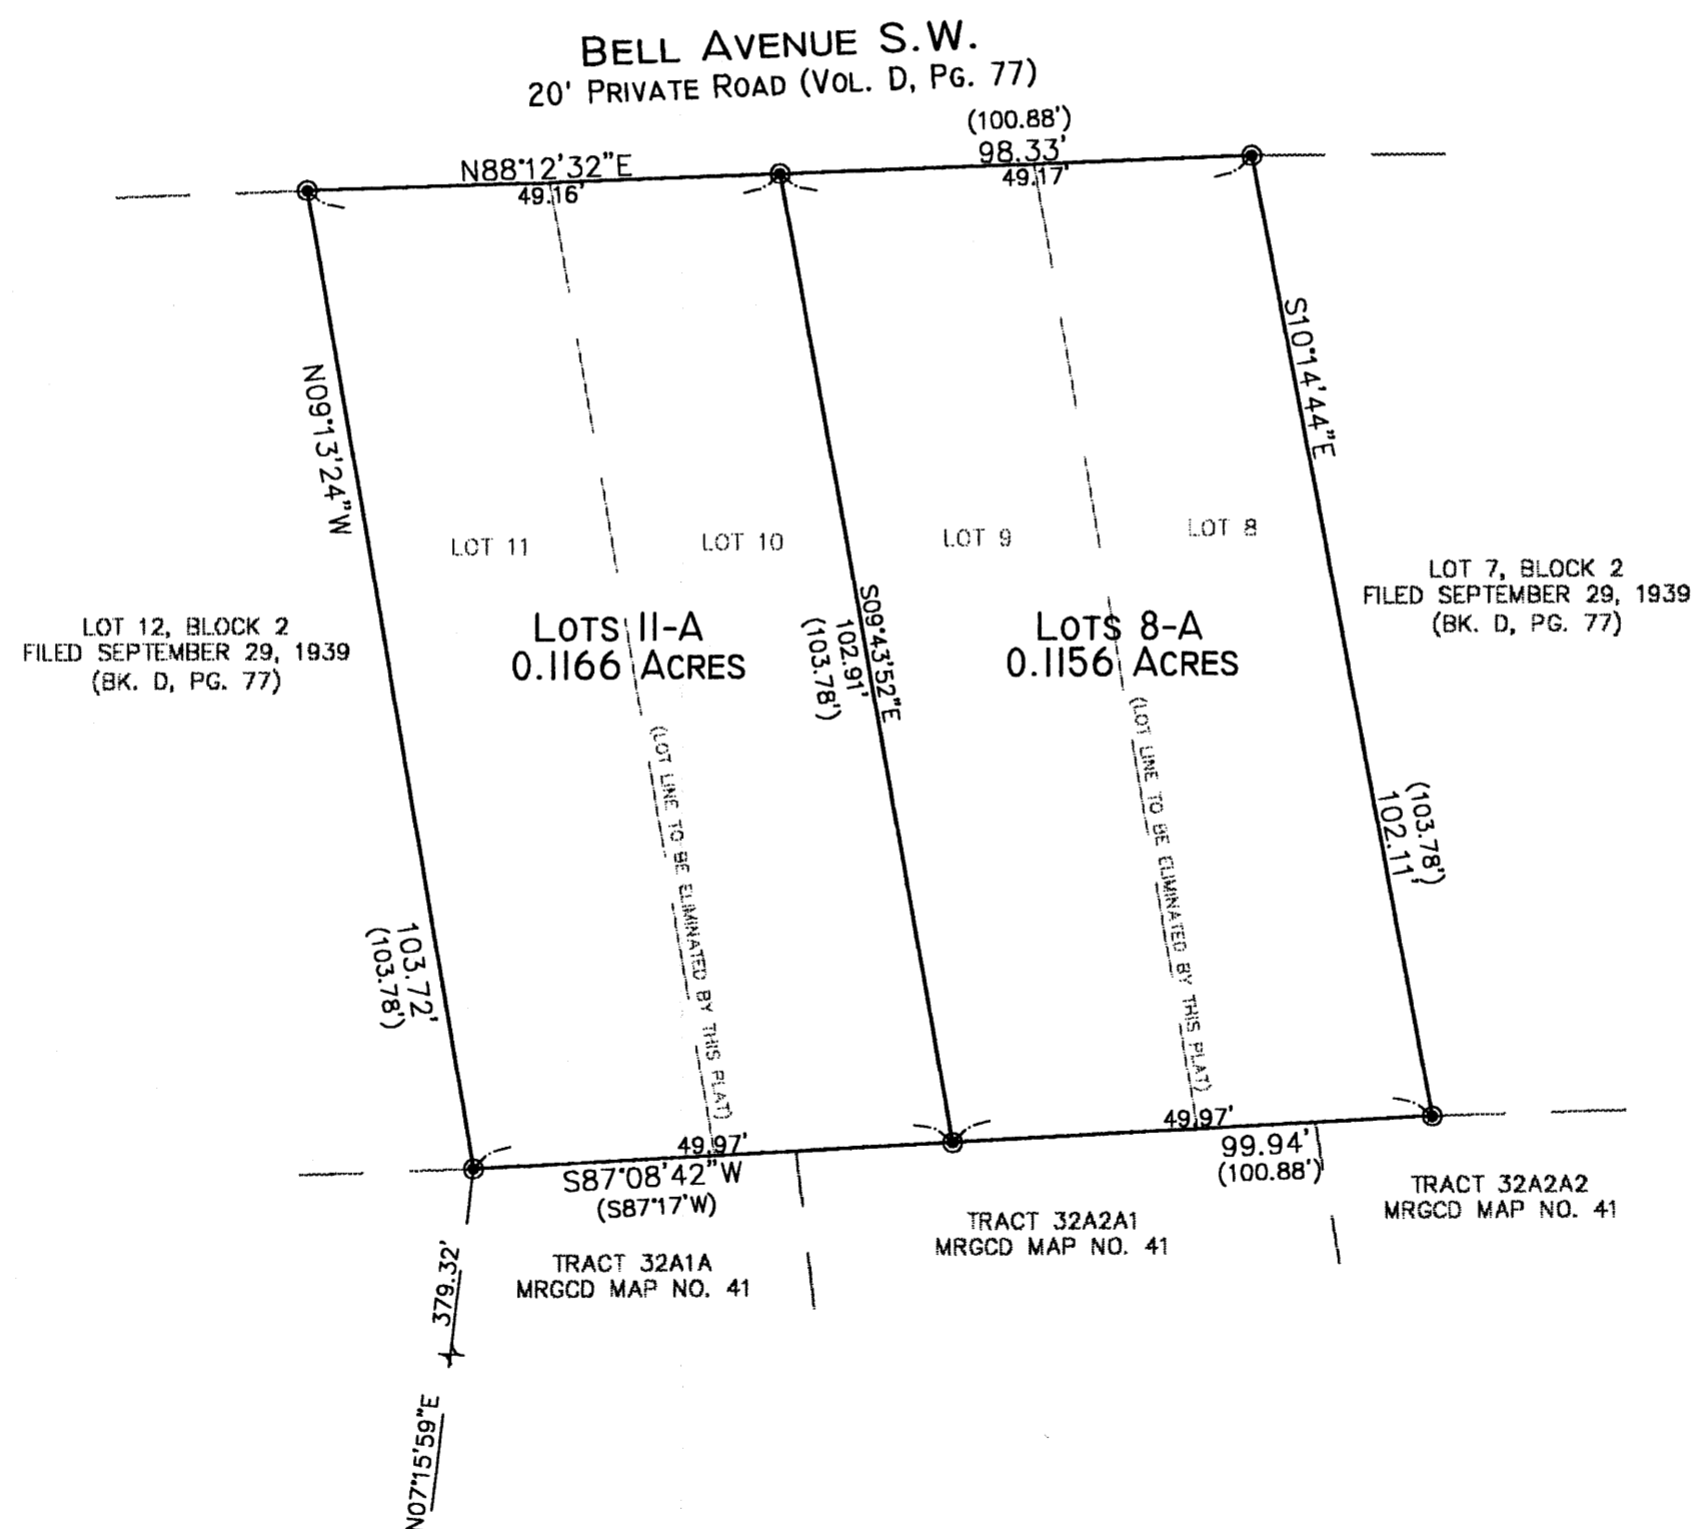 BELL AVENUE S.W.
20' PRIVATE ROAD (VOL. D, PG. 77)
(100.88')
N88°12'32"E
98.33'
49.16'
49.17'
N09°13'24"W
S10°14'44"E
LOT 11
LOT 10
LOT 9
LOT 8
LOT 12, BLOCK 2
FILED SEPTEMBER 29, 1939
(BK. D, PG. 77)
LOTS 11-A
0.1166 ACRES
S09°43'52"E
102.91'
(103.78')
LOTS 8-A
0.1156 ACRES
LOT 7, BLOCK 2
FILED SEPTEMBER 29, 1939
(BK. D, PG. 77)
(LOT LINE TO BE ELIMINATED BY THIS PLAT)
(LOT LINE TO BE ELIMINATED BY THIS PLAT)
(103.78')
102.11'
103.72'
(103.78')
49.97'
S87°08'42"W
(S87°17'W)
49.97'
99.94'
(100.88')
TRACT 32A1A
MRGCD MAP NO. 41
TRACT 32A2A1
MRGCD MAP NO. 41
TRACT 32A2A2
MRGCD MAP NO. 41
379.32'
N07°15'59"E